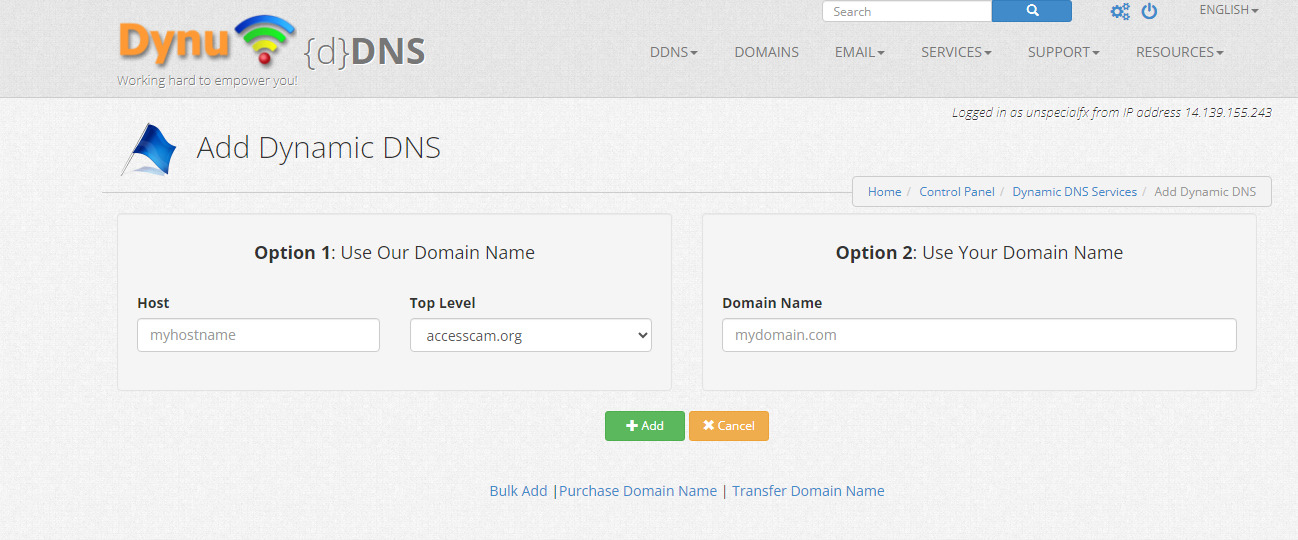 Search
ENGLISH
Dynu {d}DNS
Working hard to empower you!
DDNS DOMAINS EMAIL SERVICES SUPPORT RESOURCES
Logged in as unspecialfx from IP address 14.139.155.243
Add Dynamic DNS
Home / Control Panel / Dynamic DNS Services / Add Dynamic DNS
Option 1: Use Our Domain Name
Host Top Level
myhostname accesscam.org
Option 2: Use Your Domain Name
Domain Name
mydomain.com
Add Cancel
Bulk Add |Purchase Domain Name | Transfer Domain Name